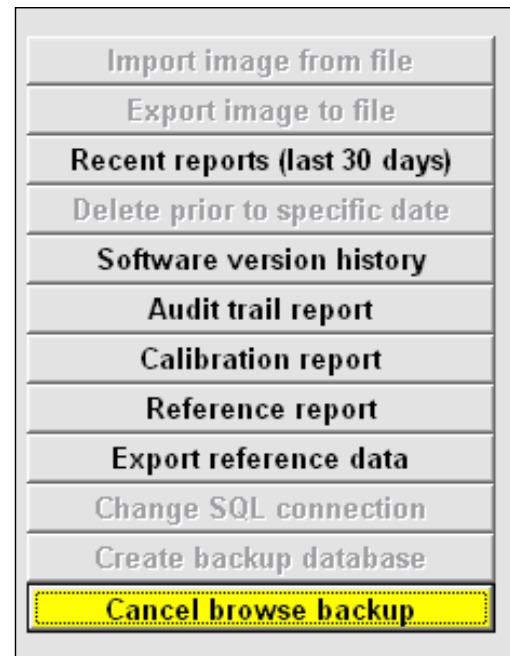 Import image from file
Export image to file
Recent reports (last 30 days)
Delete prior to specific date
Software version history
Audit trail report
Calibration report
Reference report
Export reference data
Change SQL connection
Create backup database
Cancel browse backup